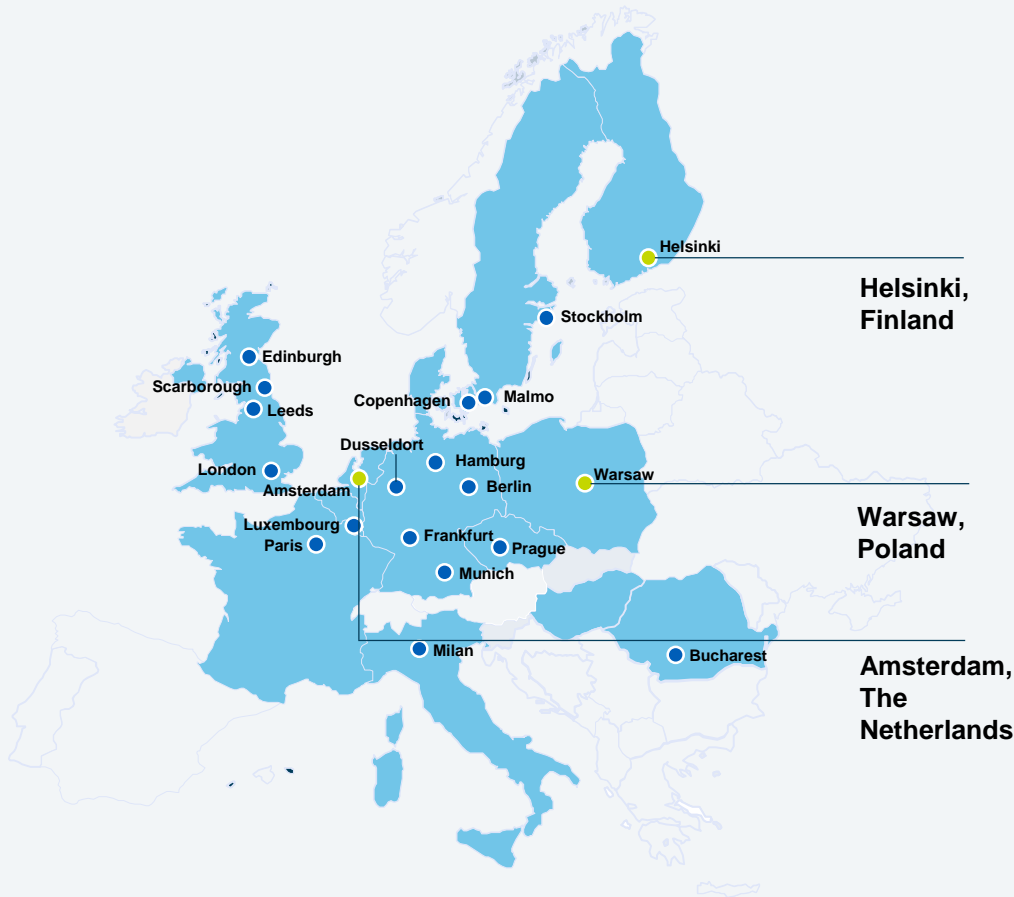 Helsinki
Helsinki,
Finland
Stockholm
Edinburgh
Scarborough
Leeds
Copenhagen
Malmo
Dusseldort
Hamburg
London
Amsterdam
Berlin
Warsaw
Warsaw,
Poland
Luxembourg
Paris
Frankfurt
Prague
Munich
Milan
Bucharest
Amsterdam,
The
Netherlands